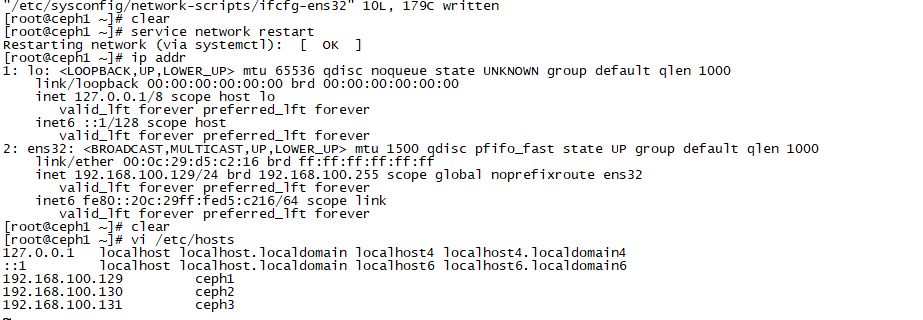 "/etc/sysconfig/network-scripts/ifcfg-ens32" 10L, 179C written
[root@ceph1 ~]# clear
[root@ceph1 ~]# service network restart
Restarting network (via systemctl):  [  OK  ]
[root@ceph1 ~]# ip addr
1: lo: <LOOPBACK,UP,LOWER_UP> mtu 65536 qdisc noqueue state UNKNOWN group default qlen 1000
    link/loopback 00:00:00:00:00:00 brd 00:00:00:00:00:00
    inet 127.0.0.1/8 scope host lo
       valid_lft forever preferred_lft forever
    inet6 ::1/128 scope host
       valid_lft forever preferred_lft forever
2: ens32: <BROADCAST,MULTICAST,UP,LOWER_UP> mtu 1500 qdisc pfifo_fast state UP group default qlen 1000
    link/ether 00:0c:29:d5:c2:16 brd ff:ff:ff:ff:ff:ff
    inet 192.168.100.129/24 brd 192.168.100.255 scope global noprefixroute ens32
       valid_lft forever preferred_lft forever
    inet6 fe80::20c:29ff:fed5:c216/64 scope link
       valid_lft forever preferred_lft forever
[root@ceph1 ~]# clear
[root@ceph1 ~]# vi /etc/hosts
127.0.0.1   localhost localhost.localdomain localhost4 localhost4.localdomain4
::1         localhost localhost.localdomain localhost6 localhost6.localdomain6
192.168.100.129         ceph1
192.168.100.130         ceph2
192.168.100.131         ceph3
~